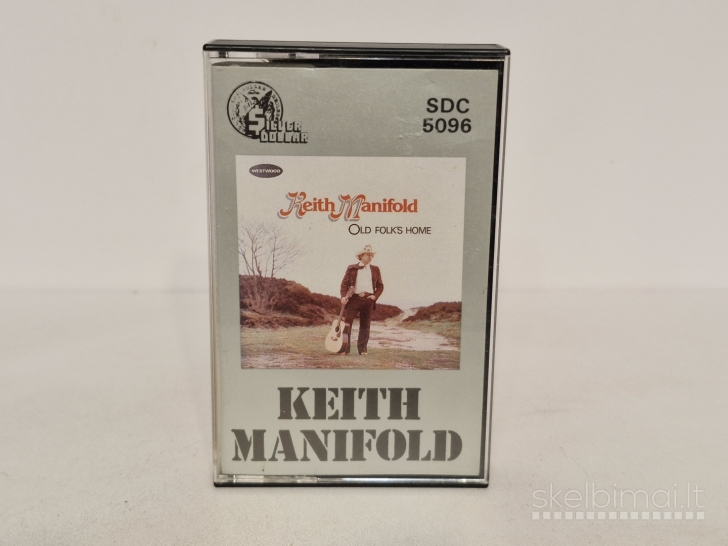 SILVER
DOLLAR
SDC
5096
WESTWOOD
Keith Manifold
OLD FOLK'S HOME
KEITH
MANIFOLD
skelbimai.lt